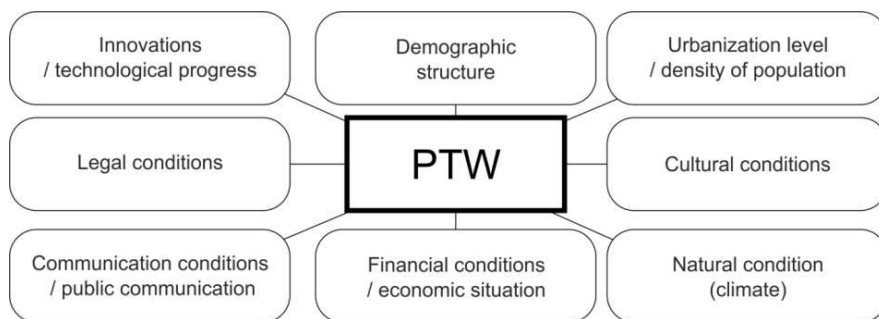 Innovations
/ technological progress
Demographic
structure
Urbanization level
/ density of population
Legal conditions
PTW
Cultural conditions
Communication conditions
/ public communication
Financial conditions
/ economic situation
Natural condition
(climate)